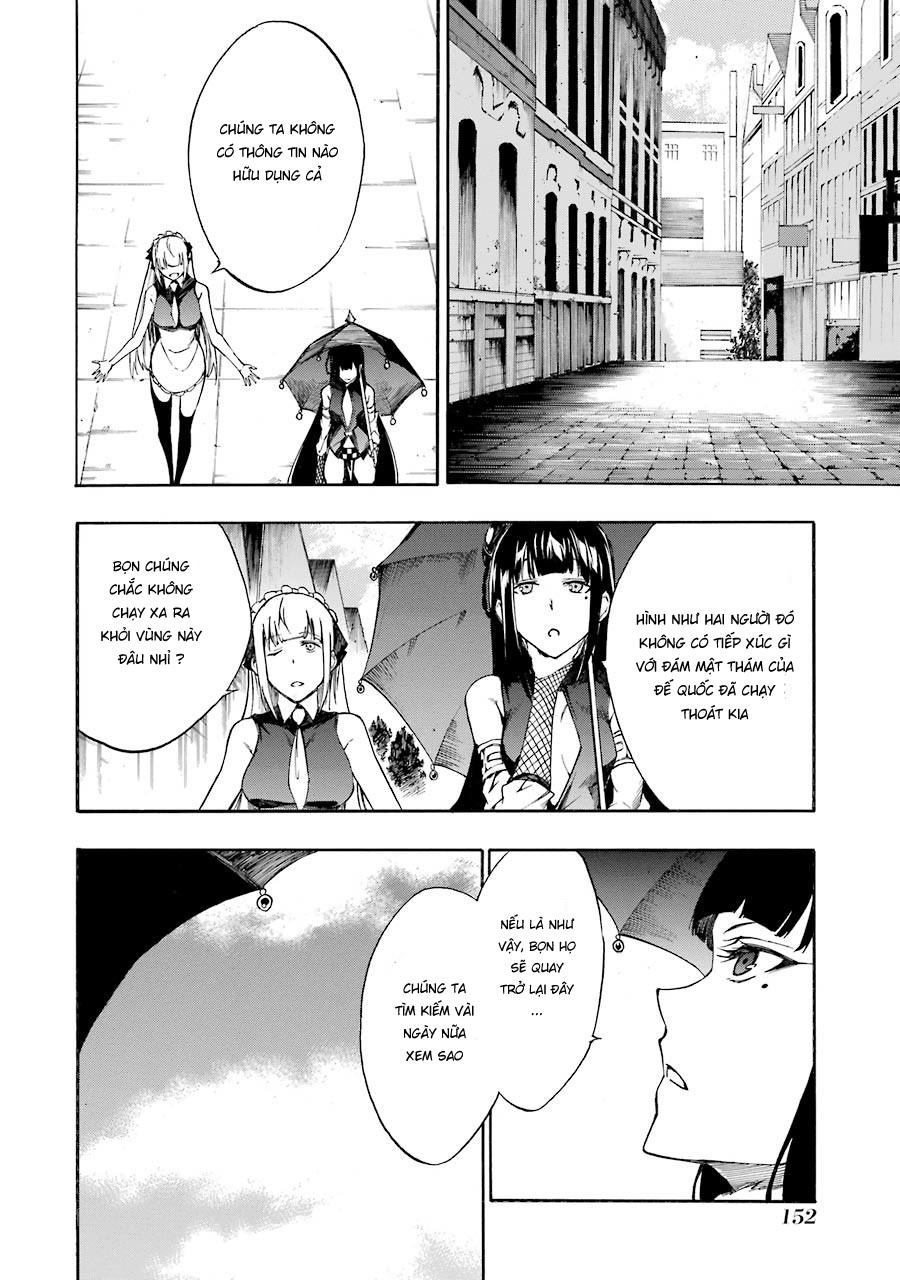 CHÚNG TA KHÔNG
CÓ THÔNG TIN NÀO
HỮU DỤNG CẢ
HÌNH NHƯ HAI NGƯỜI ĐÓ
KHÔNG CÓ TIẾP XÚC GÌ
VỚI ĐÁM MẬT THÁM CỦA
ĐẾ QUỐC ĐÃ CHẠY
THOÁT KIA
BỌN CHÚNG
CHẮC KHÔNG
CHẠY XA RA
KHỎI VÙNG NÀY
ĐÂU NHỈ ?
NẾU LÀ NHƯ
VẬY, BỌN HỌ
SẼ QUAY
TRỞ LẠI ĐÂY
...
CHÚNG TA
TÌM KIẾM VÀI
NGÀY NỮA
XEM SAO
152